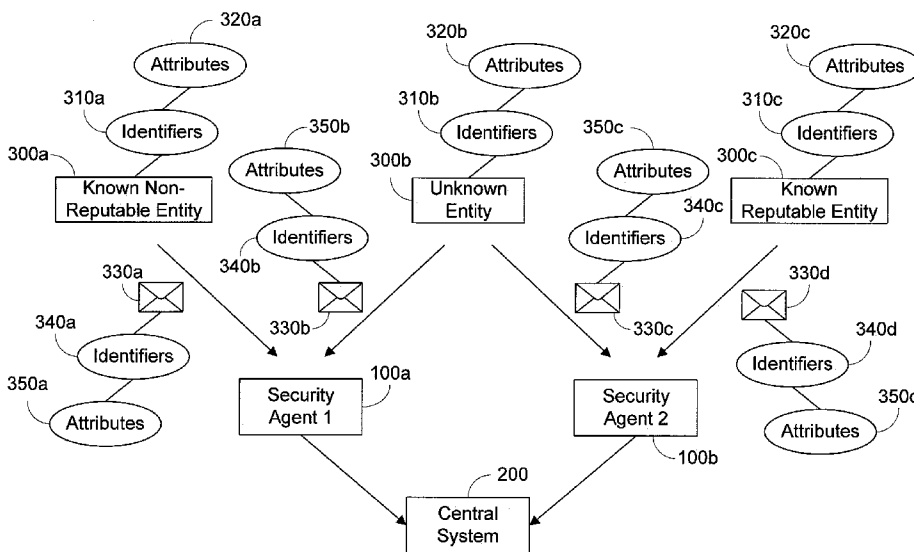 320a
320b
320c
Attributes
Attributes
Attributes
310a
310b
310c
Identifiers
350b
Identifiers
350c
Identifiers
300a
Attributes
300b
Attributes
300c
Known Non-
Reputable Entity
Unknown
Entity
Known
Reputable Entity
Identifiers
Identifiers
340c
340b
330a
330b
330c
330d
340a
Identifiers
340d
Identifiers
350a
100a
350d
Attributes
Security
Agent 1
Security
Agent 2
Attributes
100b
200
Central
System